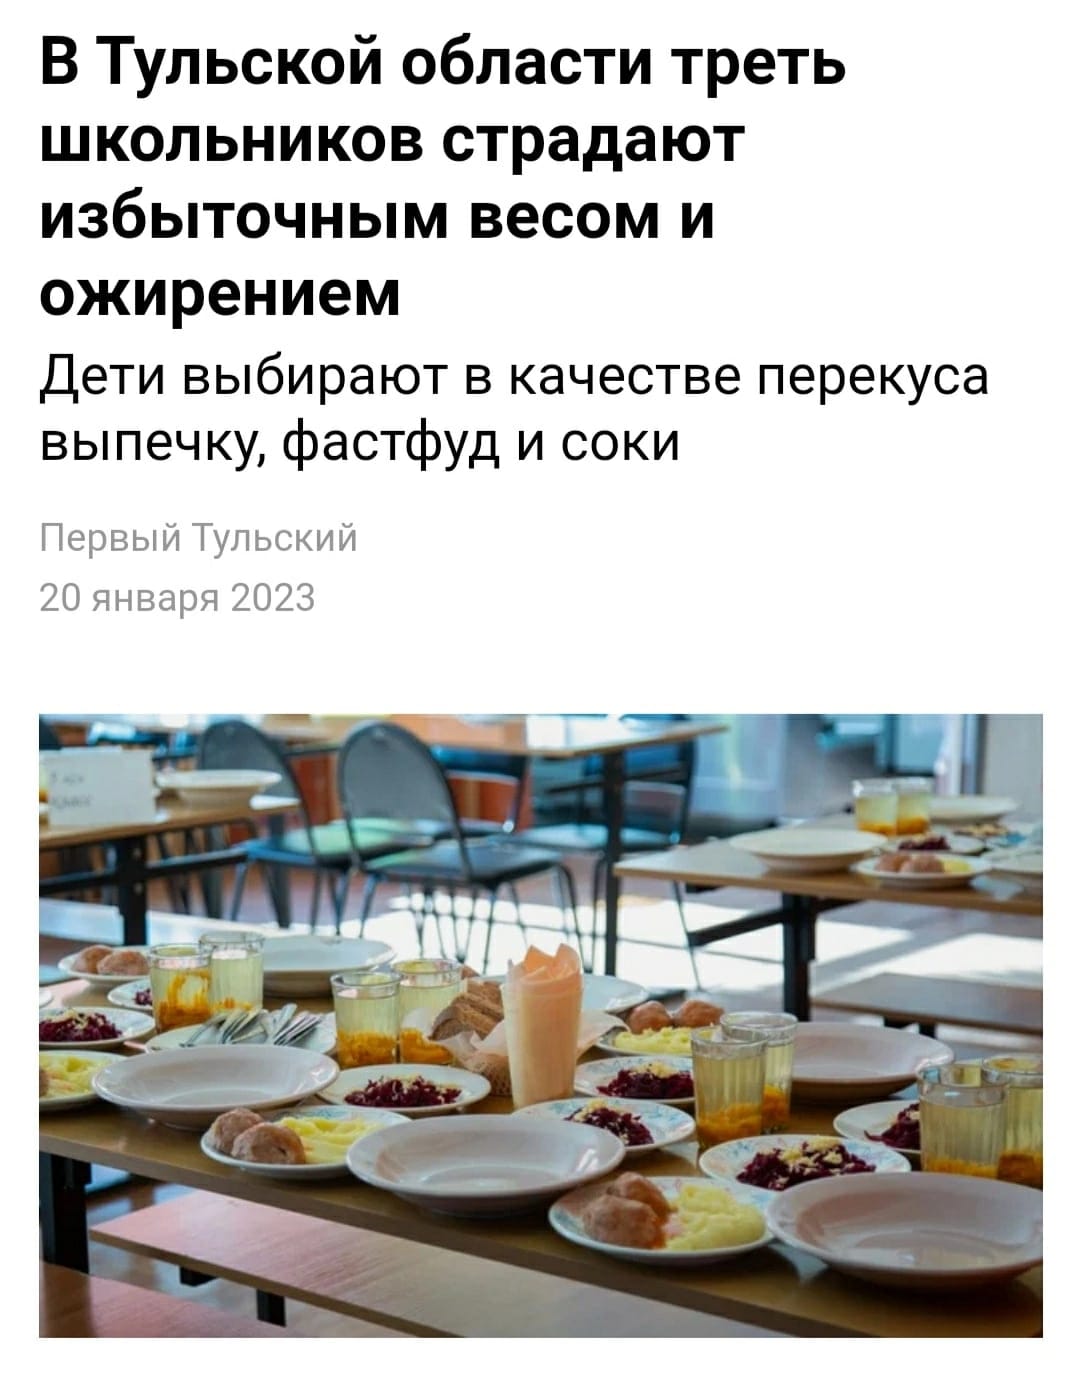 В Тульской области треть
школьников страдают
избыточным весом и
ожирением
Дети выбирают в качестве перекуса
выпечку, фастфуд и соки
Первый Тульский
20 января 2023